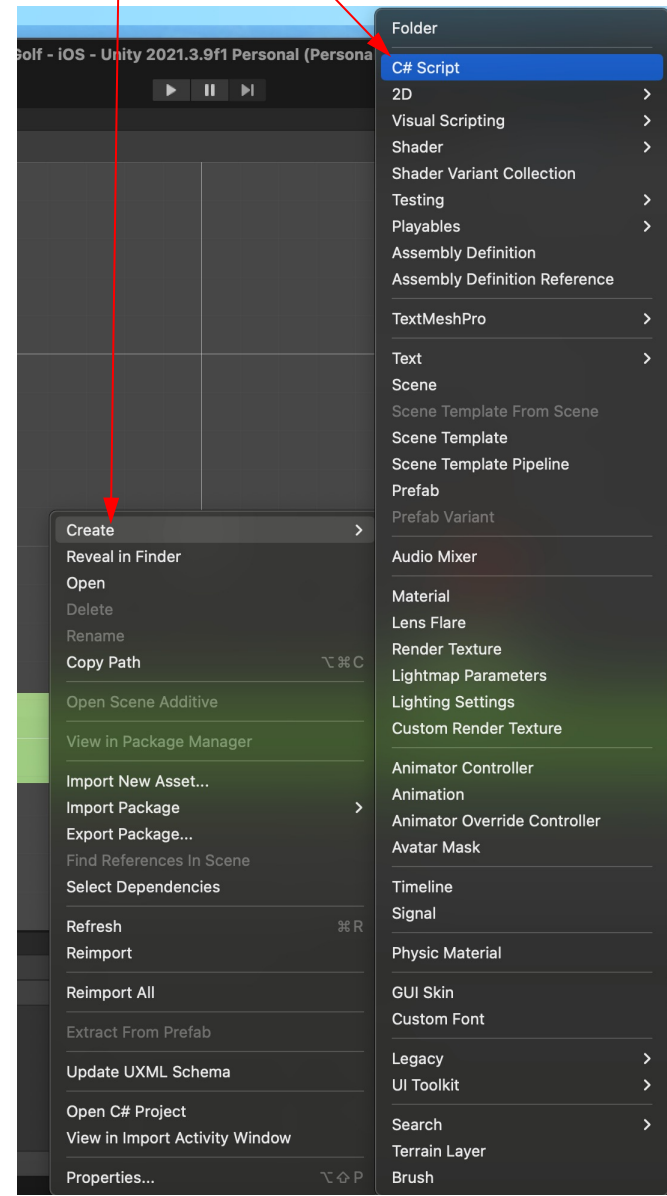 Golf - iOS - Unity 2021.3.9f1 Personal (Persona
Folder
C# Script
2D
Visual Scripting
Shader
Shader Variant Collection
Testing
Playables
Assembly Definition
Assembly Definition Reference
TextMeshPro
Text
Scene
Scene Template From Scene
Scene Template
Scene Template Pipeline
Prefab
Prefab Variant
Audio Mixer
Material
Lens Flare
Render Texture
Lightmap Parameters
Lighting Settings
Custom Render Texture
Animator Controller
Animation
Animator Override Controller
Avatar Mask
Timeline
Signal
Physic Material
GUI Skin
Custom Font
Legacy
UI Toolkit
Search
Terrain Layer
Brush
Create
Reveal in Finder
Open
Delete
Rename
Copy Path ⌥⌘C
Open Scene Additive
View in Package Manager
Import New Asset...
Import Package
Export Package...
Find References In Scene
Select Dependencies
Refresh ⌘R
Reimport
Reimport All
Extract From Prefab
Update UXML Schema
Open C# Project
View in Import Activity Window
Properties... ⌥⇧P